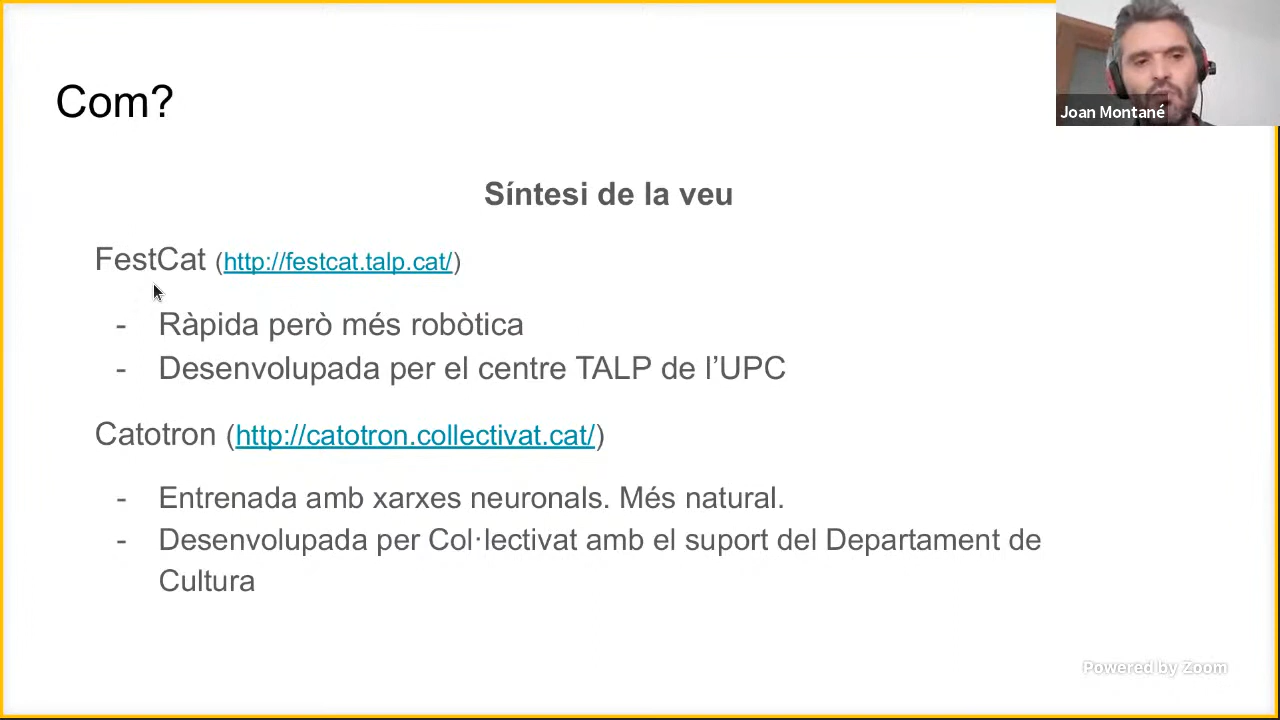 Com?
Joan Montané
Síntesi de la veu
FestCat (http://festcat.talp.cat/)
- Ràpida però més robòtica
- Desenvolupada per el centre TALP de l’UPC
Catotron (http://catotron.collectivat.cat/)
- Entrenada amb xarxes neuronals. Més natural.
- Desenvolupada per Col·lectivat amb el suport del Departament de
Cultura
Powered by Zoom